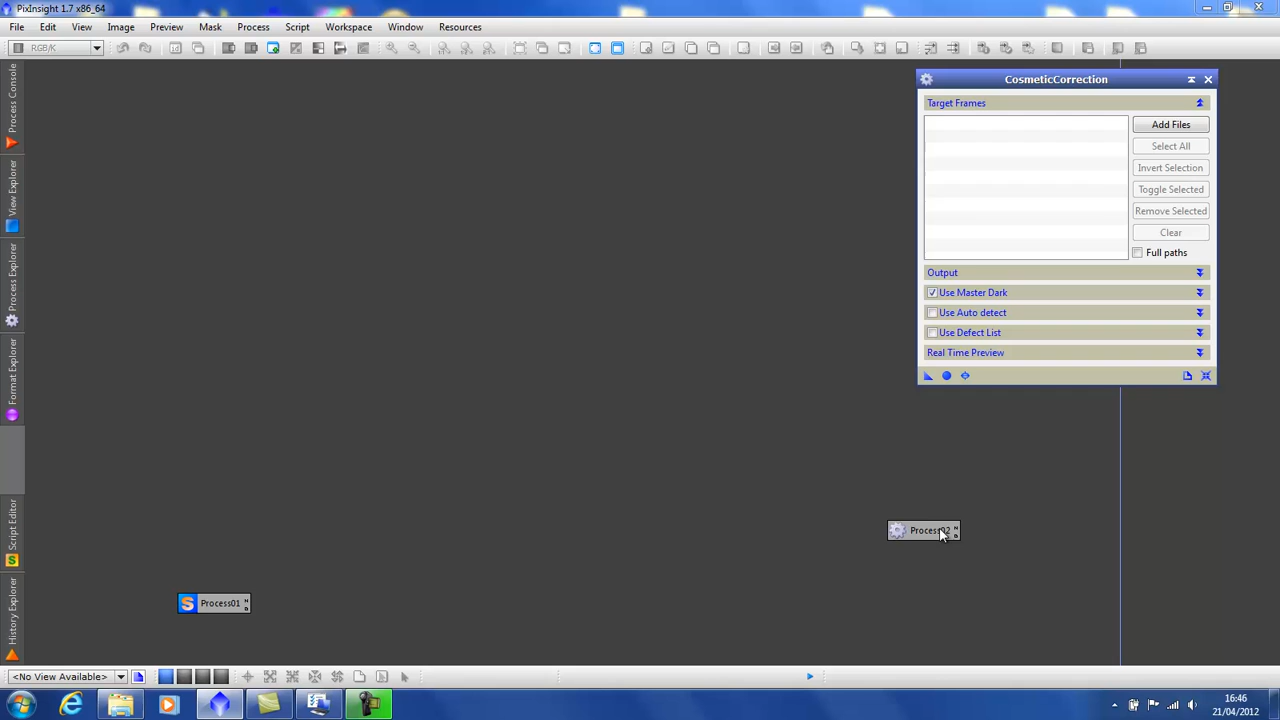 PixInsight 1.7 x86_64
File Edit View Image Preview Mask Process Script Workspace Window Resources
RGB/K
Process Console
View Explorer
Process Explorer
Format Explorer
Script Editor
History Explorer
CosmeticCorrection
Target Frames
Add Files
Select All
Invert Selection
Toggle Selected
Remove Selected
Clear
Full paths
Output
Use Master Dark
Use Auto detect
Use Defect List
Real Time Preview
Process02
N
D
Process01
N
D
<No view Available>
16:46
21/04/2012